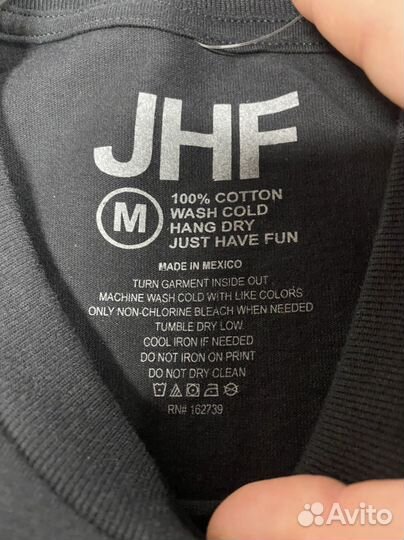 JHF
M
100% COTTON
WASH COLD
HANG DRY
JUST HAVE FUN
MADE IN MEXICO
TURN GARMENT INSIDE OUT
MACHINE WASH COLD WITH LIKE COLORS
ONLY NON-CHLORINE BLEACH WHEN NEEDED
TUMBLE DRY LOW
COOL IRON IF NEEDED
DO NOT IRON ON PRINT
DO NOT DRY CLEAN
RN# 162739
Avito